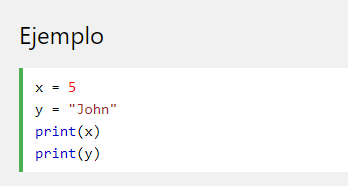 Ejemplo
x = 5
y = "John"
print(x)
print(y)